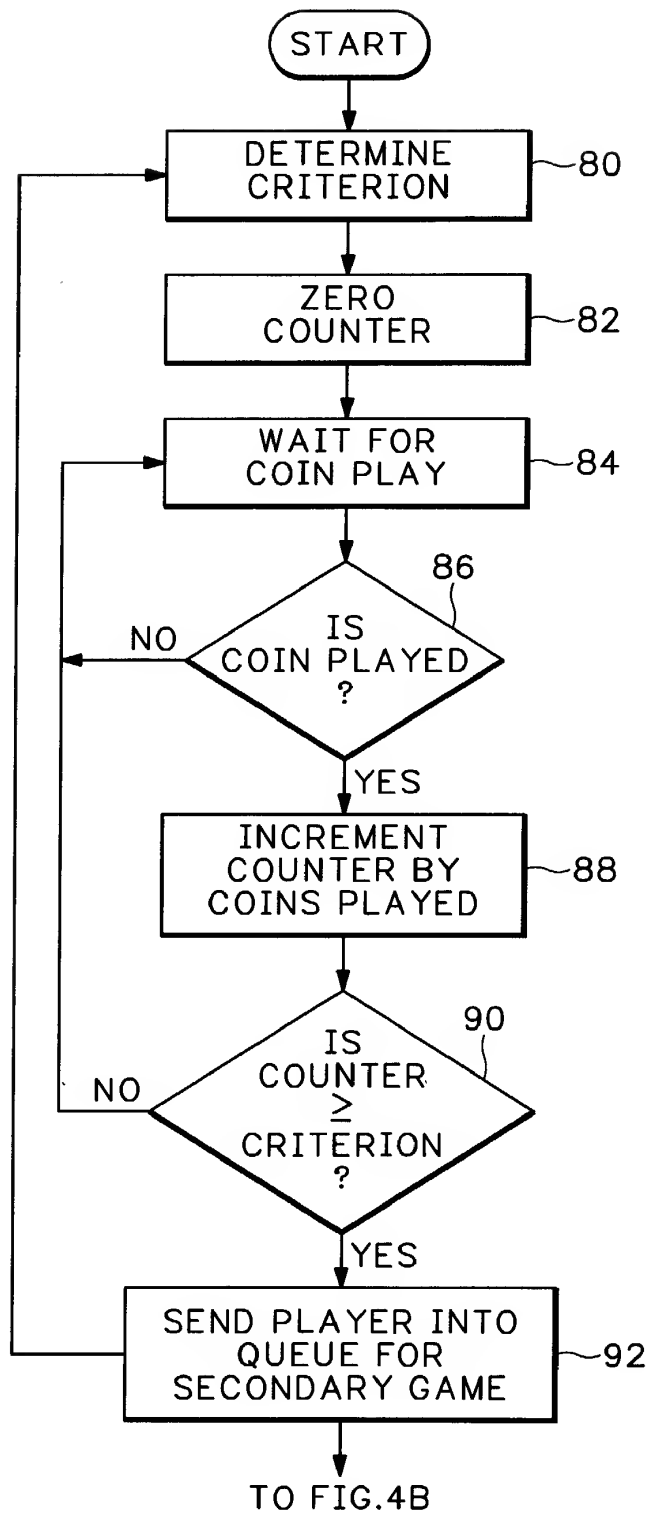 START
DETERMINE
CRITERION
80
ZERO
COUNTER
82
WAIT FOR
COIN PLAY
84
86
IS
COIN PLAYED
?
NO
YES
INCREMENT
COUNTER BY
COINS PLAYED
88
90
IS
COUNTER
≥
CRITERION
?
NO
YES
SEND PLAYER INTO
QUEUE FOR
SECONDARY GAME
92
TO FIG.4B